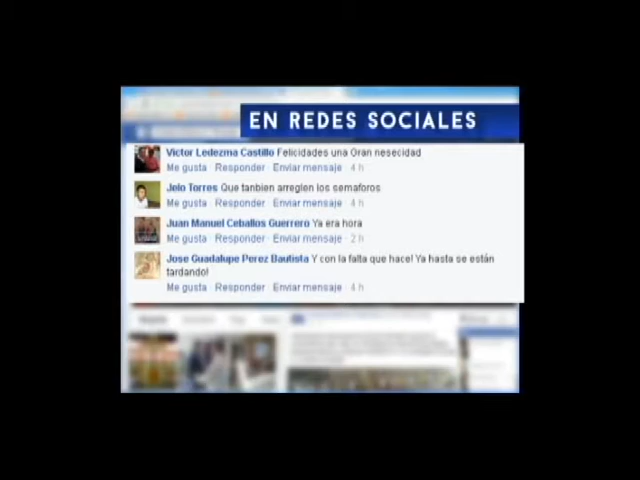 EN REDES SOCIALES
Victor Ledezma Castillo Felicidades una Gran nesecidad
Me gusta · Responder · Enviar mensaje · 4 h
Jelo Torres Que tanbien arreglen los semaforos
Me gusta · Responder · Enviar mensaje · 4 h
Juan Manuel Ceballos Guerrero Ya era hora
Me gusta · Responder · Enviar mensaje · 2 h
Jose Guadalupe Perez Bautista Y con la falta que hace! Ya hasta se están
tardando!
Me gusta · Responder · Enviar mensaje · 4 h